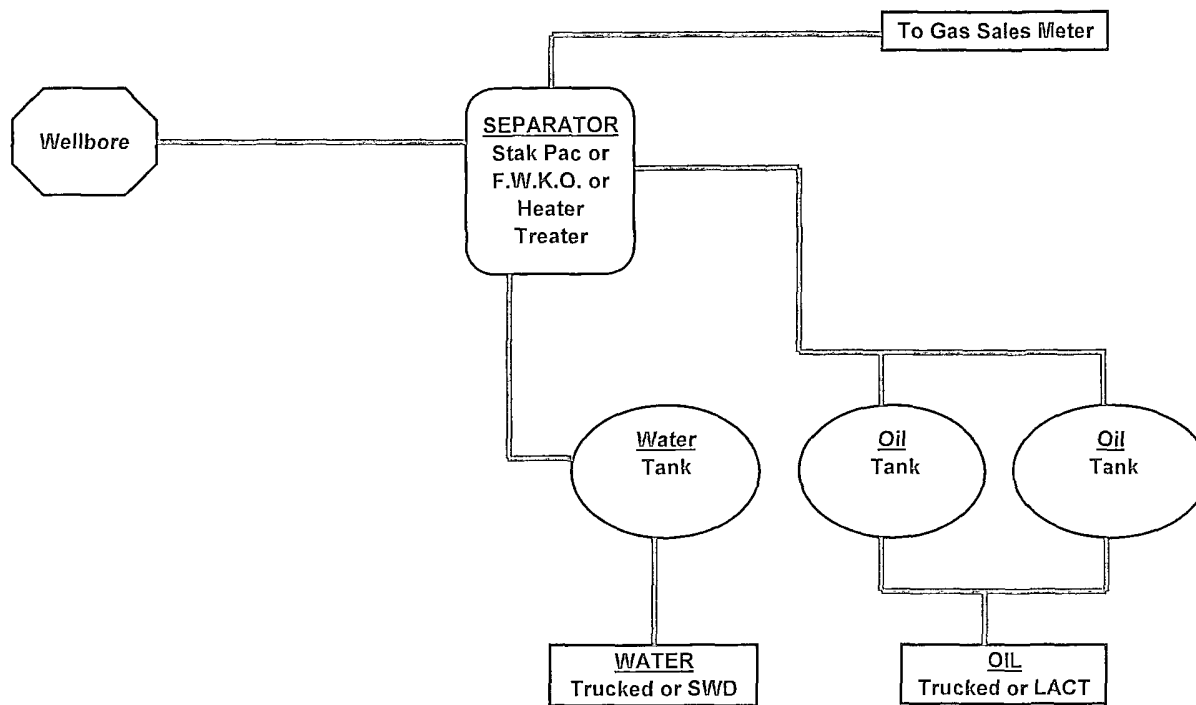 To Gas Sales Meter
Wellbore
SEPARATOR
Stak Pac or
F.W.K.O. or
Heater
Treater
Water
Tank
Oil
Tank
Oil
Tank
WATER
Trucked or SWD
OIL
Trucked or LACT